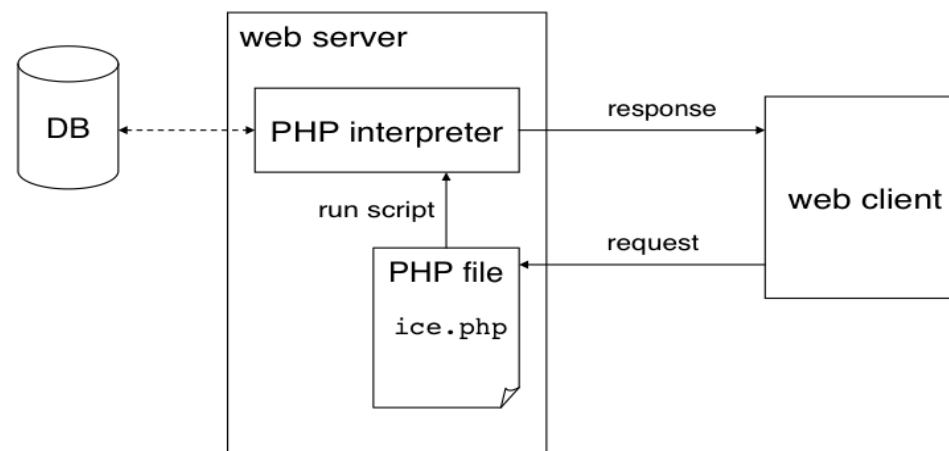 web server
DB
PHP interpreter
response
web client
run script
request
PHP file
ice.php